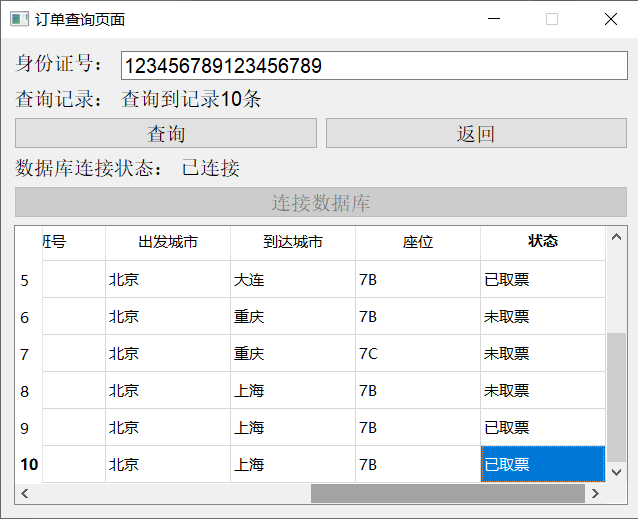 订单查询页面
身份证号： 123456789123456789
查询记录： 查询到记录10条
查询 返回
数据库连接状态： 已连接
连接数据库
班号 出发城市 到达城市 座位 状态
5 北京 大连 7B 已取票
6 北京 重庆 7B 未取票
7 北京 重庆 7C 未取票
8 北京 上海 7B 未取票
9 北京 上海 7B 已取票
10 北京 上海 7B 已取票